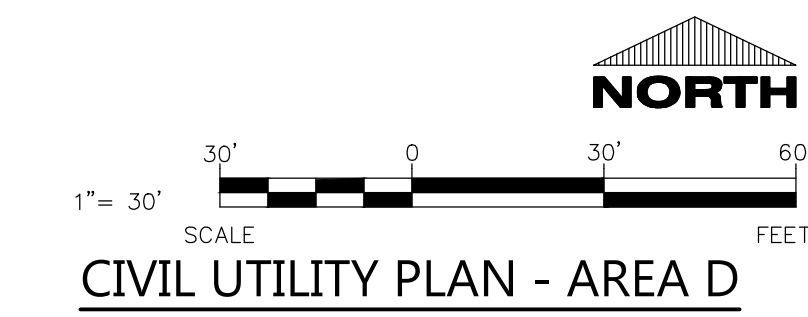 NORTH
30' 0 30' 60
1"= 30'
SCALE FEET
CIVIL UTILITY PLAN - AREA D